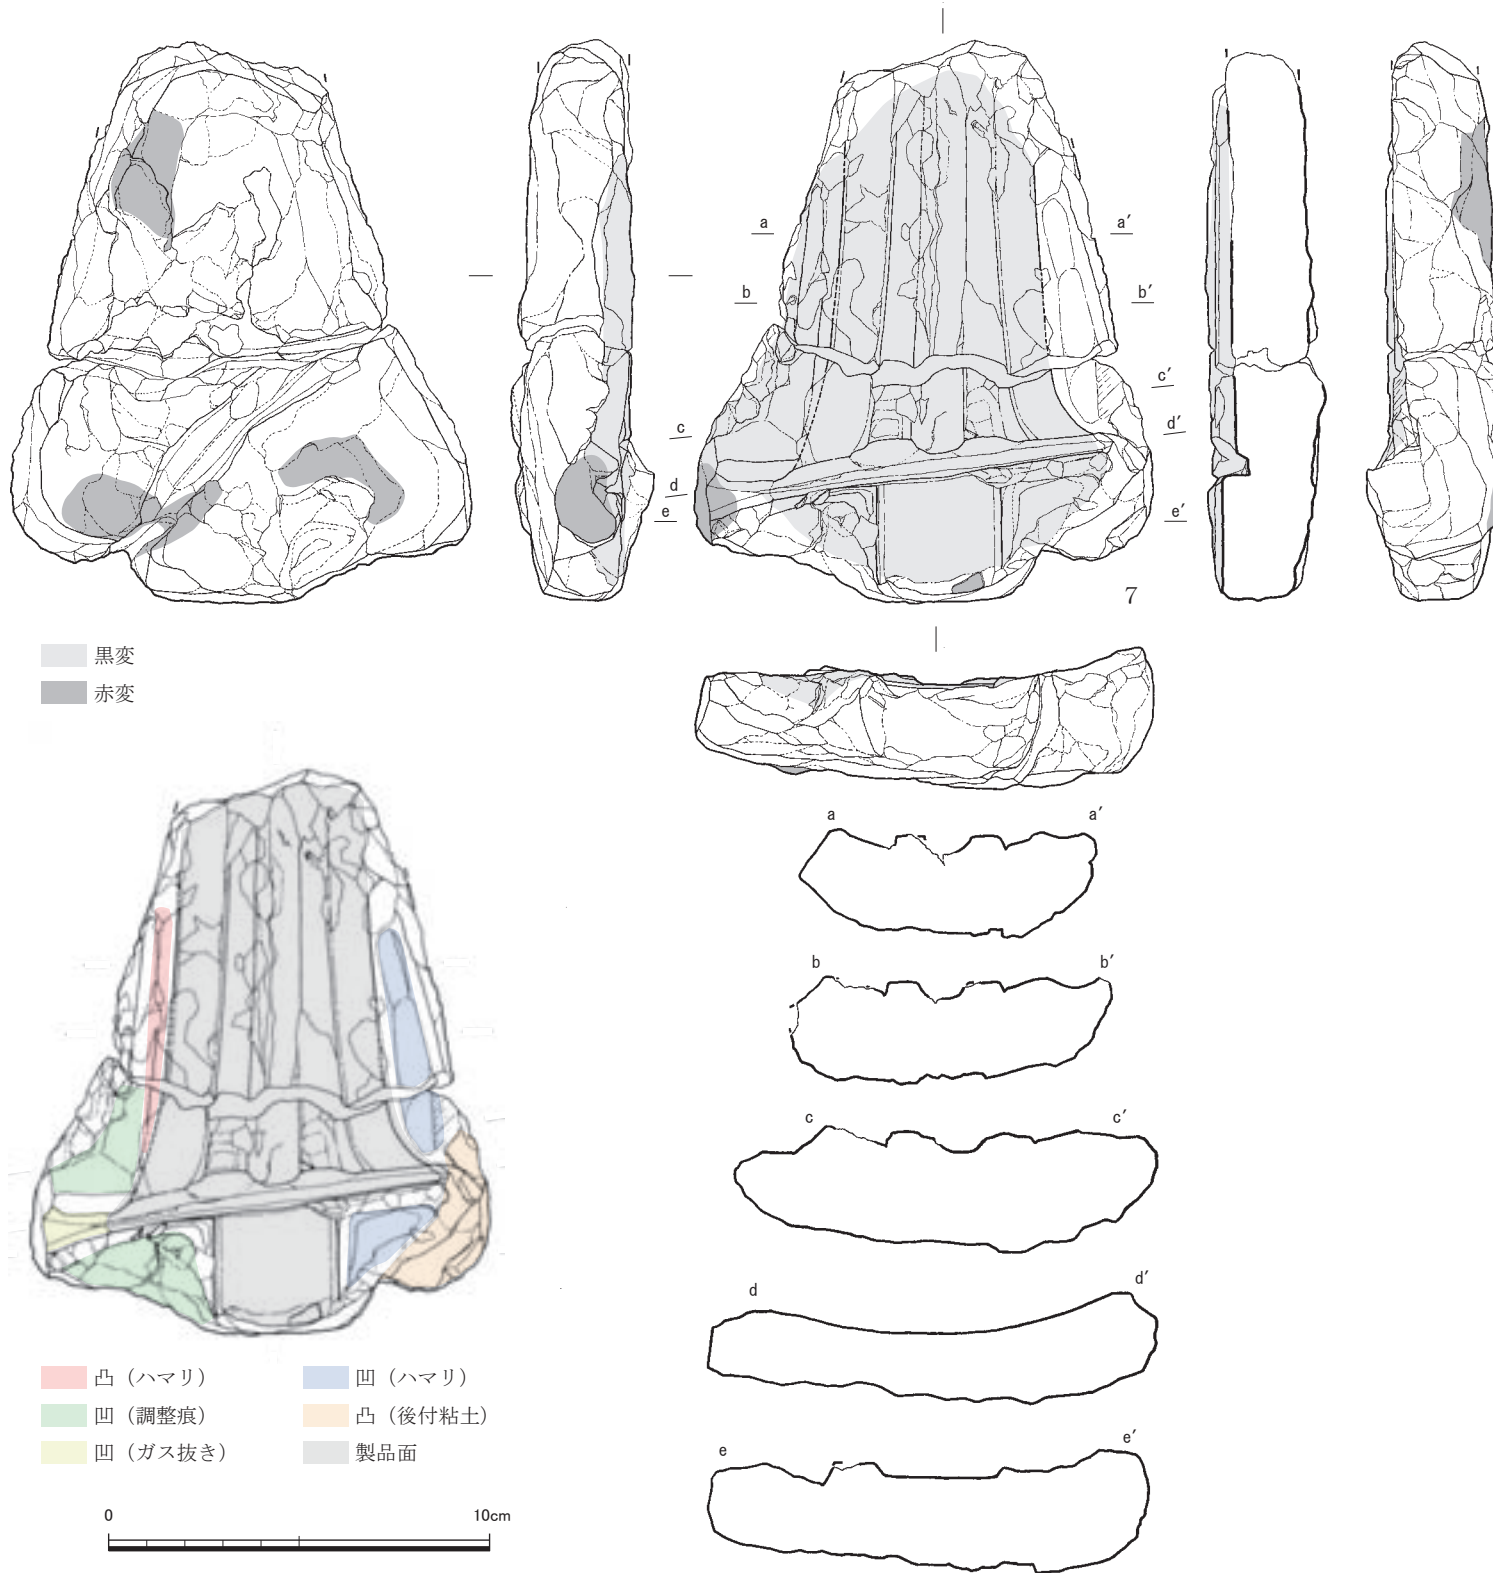 a a′
b b′
c c′
d d′
e e′
7
黒変
赤変
a a′
b b′
c c′
d d′
e e′
凸（ハマリ） 凹（ハマリ）
凹（調整痕） 凸（後付粘土）
凹（ガス抜き） 製品面
0 10cm